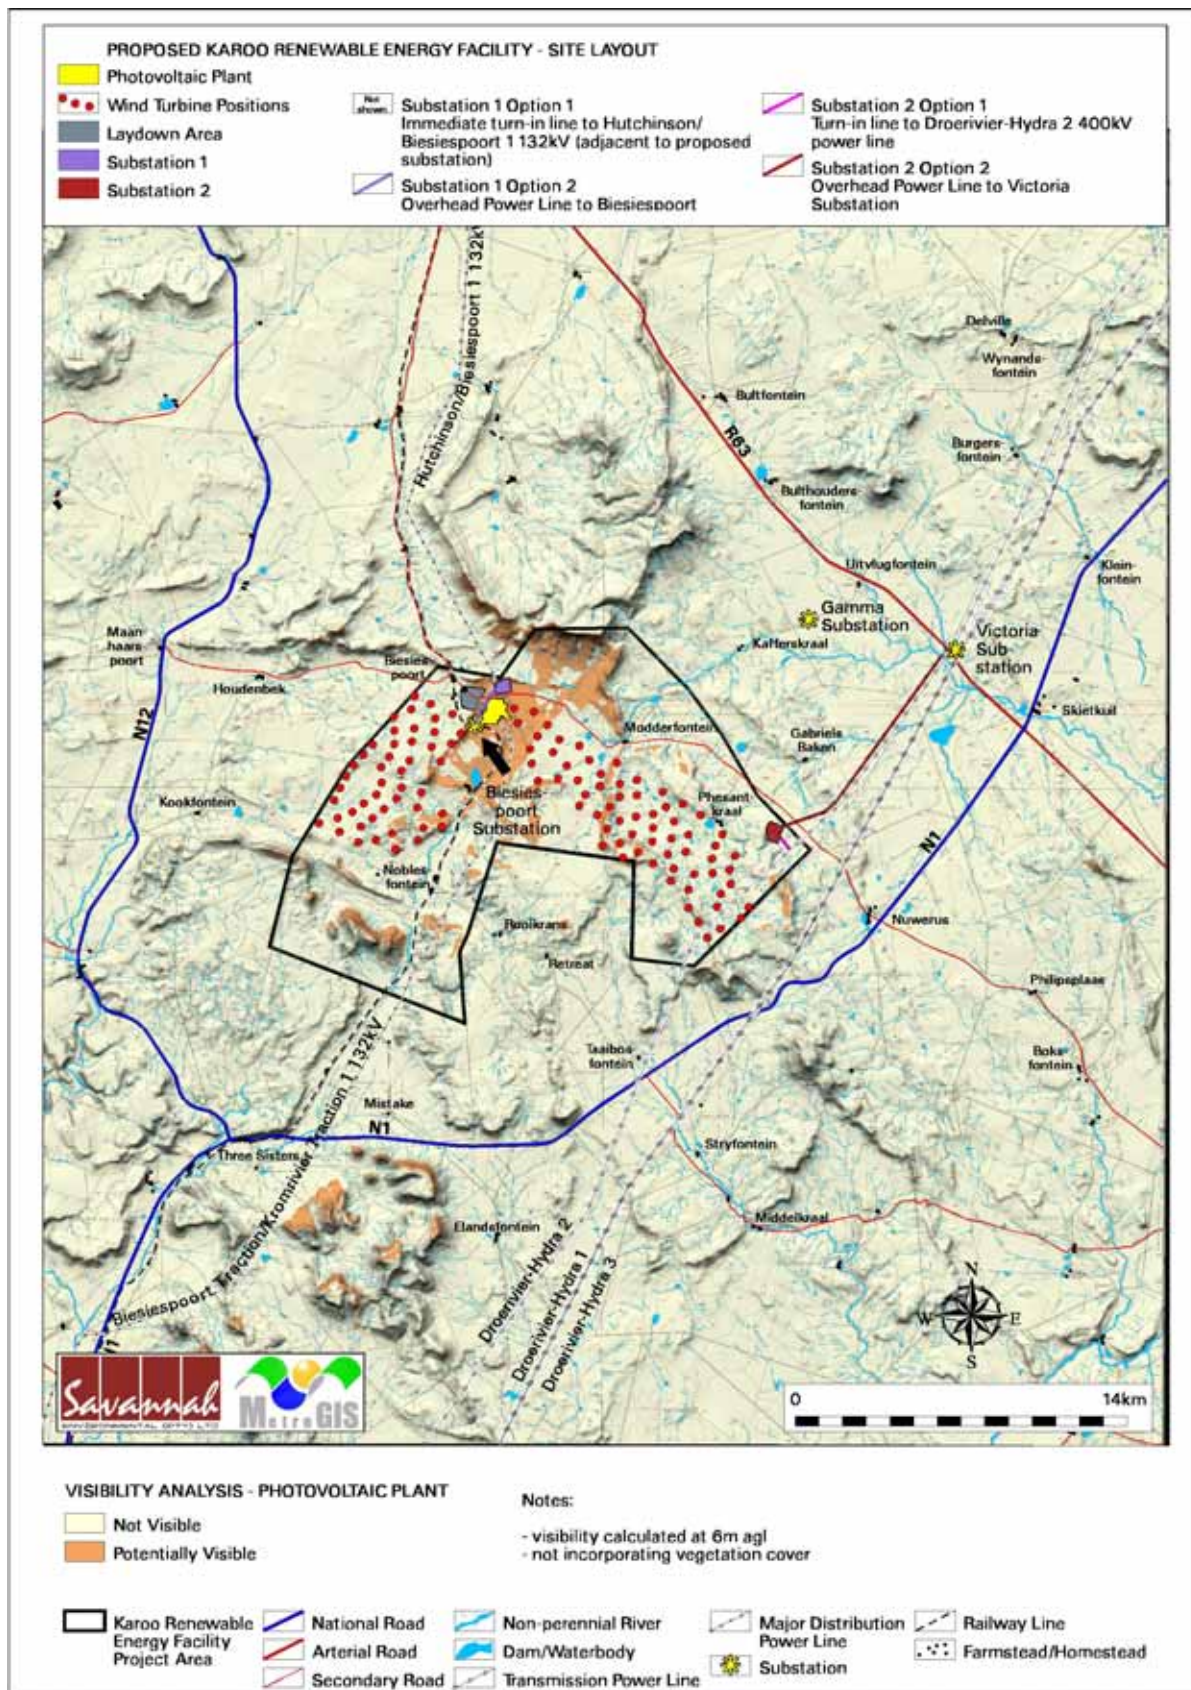 PROPOSED KAROO RENEWABLE ENERGY FACILITY - SITE LAYOUT
Photovoltaic Plant
Wind Turbine Positions
Laydown Area
Substation 1
Substation 2
Not shown
Substation 1 Option 1
Immediate turn-in line to Hutchinson/
Biesiespoort 1 132kV (adjacent to proposed
substation)
Substation 1 Option 2
Overhead Power Line to Biesiespoort
Substation 2 Option 1
Turn-in line to Droerivier-Hydra 2 400kV
power line
Substation 2 Option 2
Overhead Power Line to Victoria
Substation
Hutchinson/Biesiespoort 1 132kV
Delville
Wynands-
fontein
Bultfontein
R63
Burgers-
fontein
Bulthouders-
fontein
Uitvlugfontein
Klein-
fontein
Gamma
Substation
Victoria
Sub-
station
Kafferskraal
Maan
haars
poort
Biesies-
poort
Houdenbek
Skietkuil
N12
Modderfontein
Gabriels
Baken
Kookfontein
Biesies-
poort
Substation
Phesant-
kraal
N1
Nobles-
fontein
Rooikrans
Nuwerus
Retreat
Philipsplaas
Taaibos-
fontein
Boks-
fontein
Mistake
N1
Three Sisters
Stryfontein
Biesiespoort Traction/Kromrivier Traction 1 132kV
Elandsfontein
Middelkraal
Droerivier-Hydra 2
Droerivier-Hydra 1
Droerivier-Hydra 3
N1
N
W E
S
Savannah
ENVIRONMENTAL (PTY) LTD
MetroGIS
0 14km
VISIBILITY ANALYSIS - PHOTOVOLTAIC PLANT
Not Visible
Potentially Visible
Notes:
- visibility calculated at 6m agl
- not incorporating vegetation cover
Karoo Renewable
Energy Facility
Project Area
National Road
Arterial Road
Secondary Road
Non-perennial River
Dam/Waterbody
Transmission Power Line
Major Distribution
Power Line
Substation
Railway Line
Farmstead/Homestead